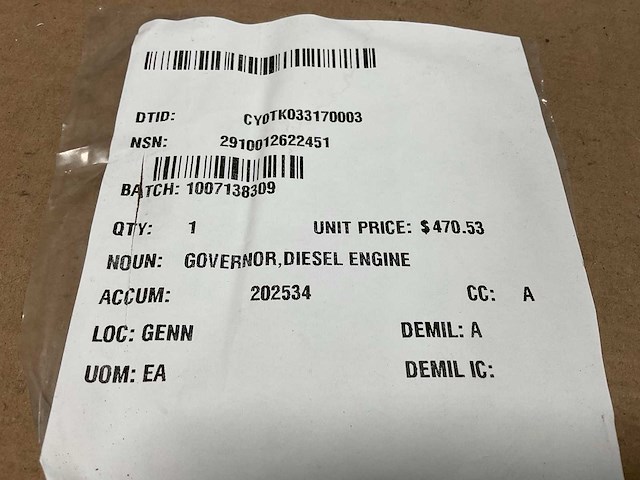 DTID: CY0TK033170003
NSN: 2910012622451
BATCH: 1007138309
QTY: 1 UNIT PRICE: $470.53
NOUN: GOVERNOR,DIESEL ENGINE
ACCUM: 202534 CC: A
LOC: GENN DEMIL: A
UOM: EA DEMIL IC: